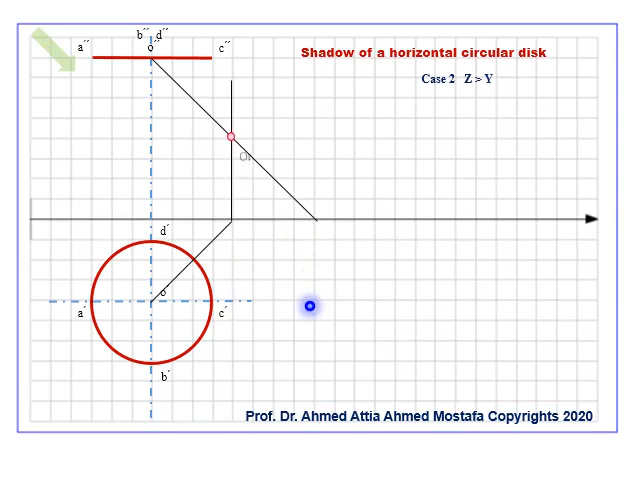 b´´ d´´
a´´ o´´ c´´
Shadow of a horizontal circular disk
Case 2 Z > Y
d´
o
a´ c´
b´
Prof. Dr. Ahmed Attia Ahmed Mostafa Copyrights 2020